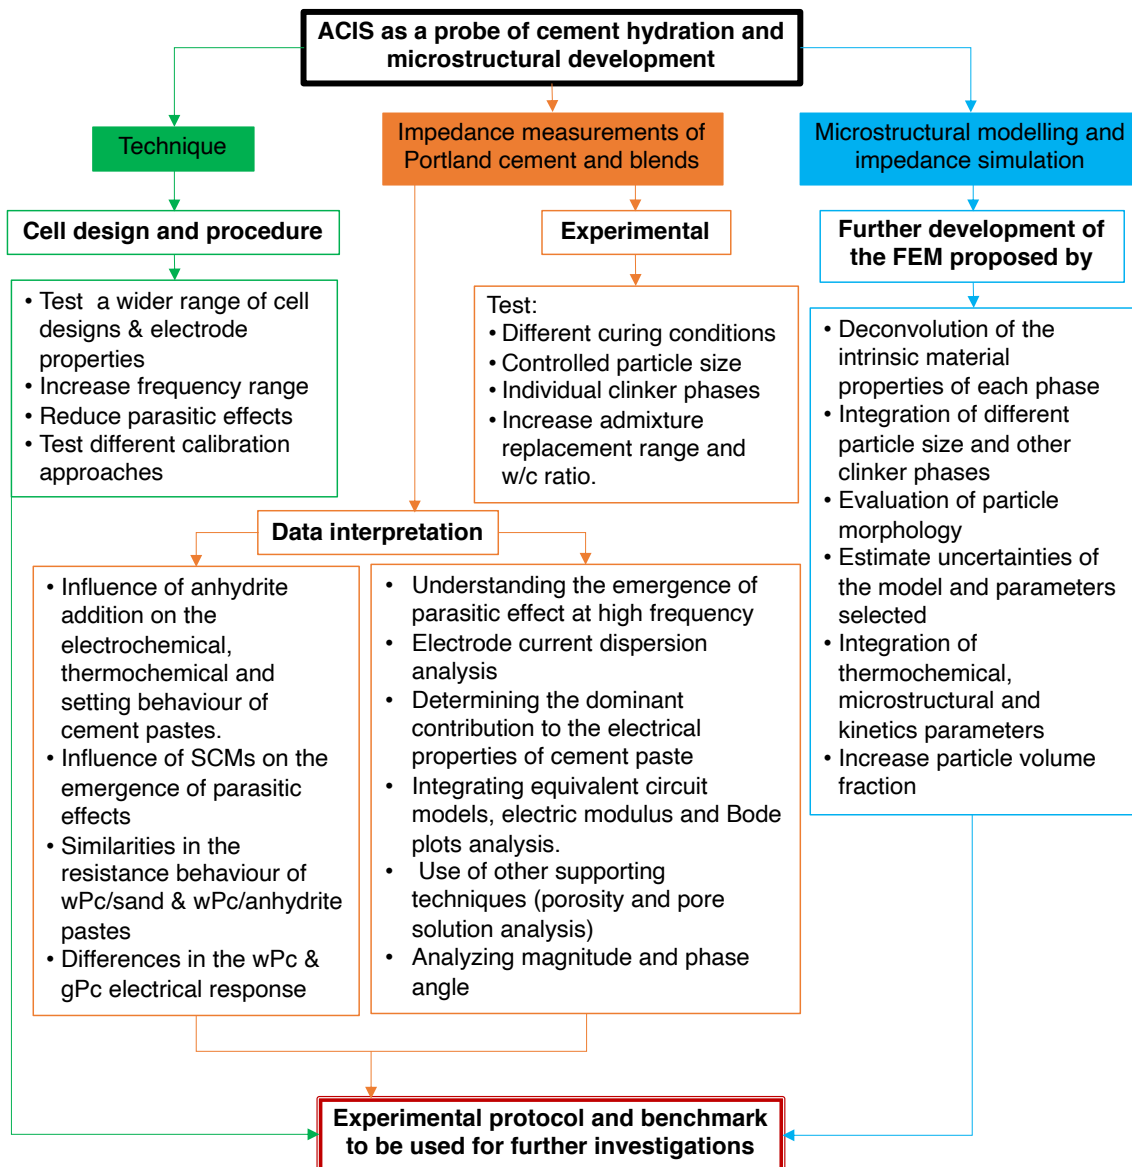 ACIS as a probe of cement hydration and
microstructural development
Technique
Impedance measurements of
Portland cement and blends
Microstructural modelling and
impedance simulation
Cell design and procedure
Experimental
Further development of
the FEM proposed by
• Test  a wider range of cell
designs & electrode
properties
• Increase frequency range
• Reduce parasitic effects
• Test different calibration
approaches
Test:
• Different curing conditions
• Controlled particle size
• Individual clinker phases
• Increase admixture
replacement range and
w/c ratio.
• Deconvolution of the
intrinsic material
properties of each phase
• Integration of different
particle size and other
clinker phases
• Evaluation of particle
morphology
• Estimate uncertainties of
the model and parameters
selected
• Integration of
thermochemical,
microstructural and
kinetics parameters
• Increase particle volume
fraction
Data interpretation
• Influence of anhydrite
addition on the
electrochemical,
thermochemical and
setting behaviour of
cement pastes.
• Influence of SCMs on the
emergence of parasitic
effects
• Similarities in the
resistance behaviour of
wPc/sand & wPc/anhydrite
pastes
• Differences in the wPc &
gPc electrical response
• Understanding the emergence of
parasitic effect at high frequency
• Electrode current dispersion
analysis
• Determining the dominant
contribution to the electrical
properties of cement paste
• Integrating equivalent circuit
models, electric modulus and Bode
plots analysis.
• Use of other supporting
techniques (porosity and pore
solution analysis)
• Analyzing magnitude and phase
angle
Experimental protocol and benchmark
to be used for further investigations